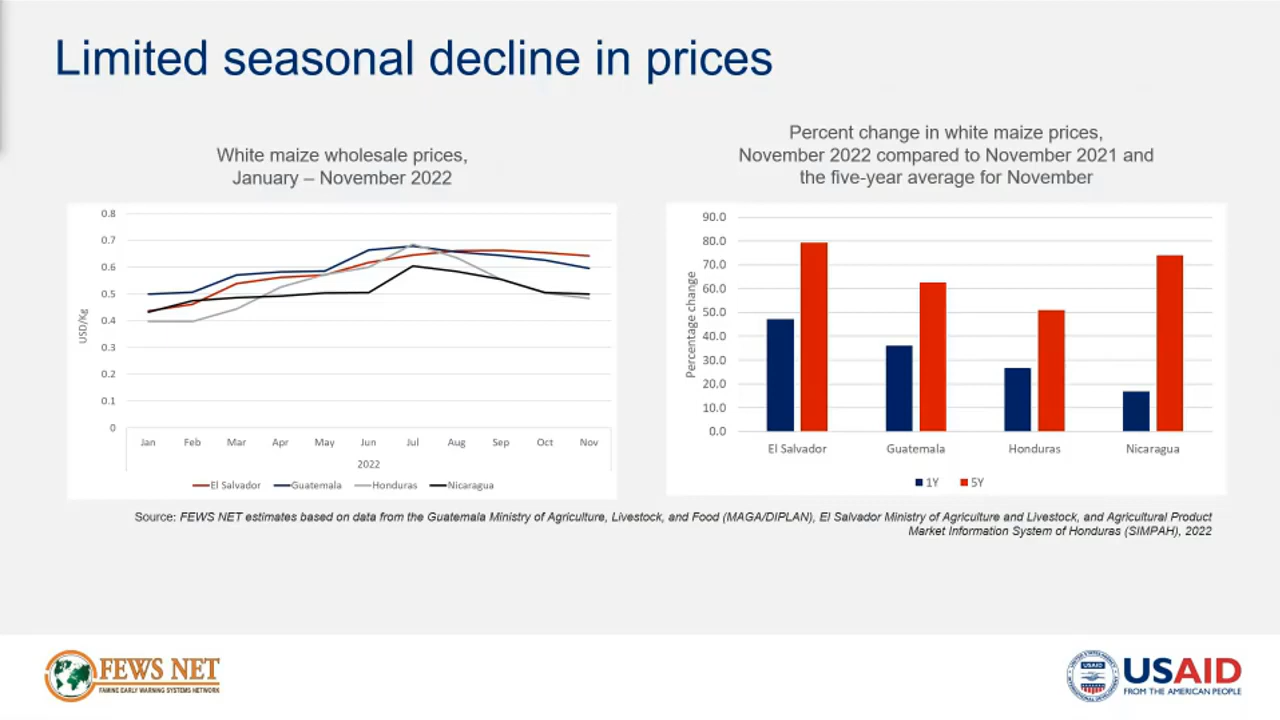 Limited seasonal decline in prices
White maize wholesale prices,
January – November 2022
0.8
0.7
0.6
0.5
0.4
0.3
0.2
0.1
0
USD/Kg
Jan Feb Mar Apr May Jun Jul Aug Sep Oct Nov
2022
El Salvador Guatemala Honduras Nicaragua
Percent change in white maize prices,
November 2022 compared to November 2021 and
the five-year average for November
90.0
80.0
70.0
60.0
50.0
40.0
30.0
20.0
10.0
0.0
Percentage change
El Salvador Guatemala Honduras Nicaragua
1Y 5Y
Source: FEWS NET estimates based on data from the Guatemala Ministry of Agriculture, Livestock, and Food (MAGA/DIPLAN), El Salvador Ministry of Agriculture and Livestock, and Agricultural Product
Market Information System of Honduras (SIMPAH), 2022
FEWS NET
FAMINE EARLY WARNING SYSTEMS NETWORK
USAID
USAID
FROM THE AMERICAN PEOPLE